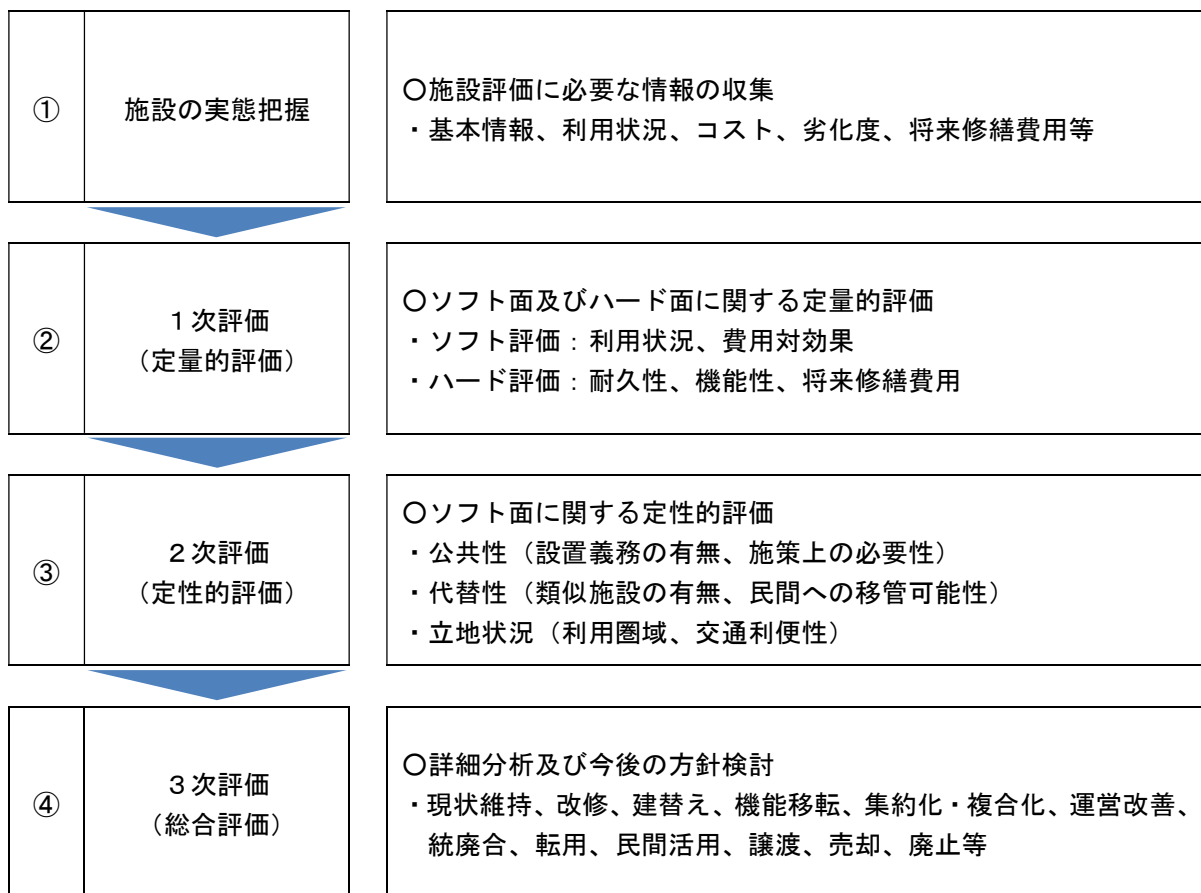 ①
施設の実態把握
〇施設評価に必要な情報の収集
・基本情報、利用状況、コスト、劣化度、将来修繕費用等
②
１次評価
（定量的評価）
〇ソフト面及びハード面に関する定量的評価
・ソフト評価：利用状況、費用対効果
・ハード評価：耐久性、機能性、将来修繕費用
③
２次評価
（定性的評価）
〇ソフト面に関する定性的評価
・公共性（設置義務の有無、施策上の必要性）
・代替性（類似施設の有無、民間への移管可能性）
・立地状況（利用圏域、交通利便性）
④
３次評価
（総合評価）
〇詳細分析及び今後の方針検討
・現状維持、改修、建替え、機能移転、集約化・複合化、運営改善、
統廃合、転用、民間活用、譲渡、売却、廃止等